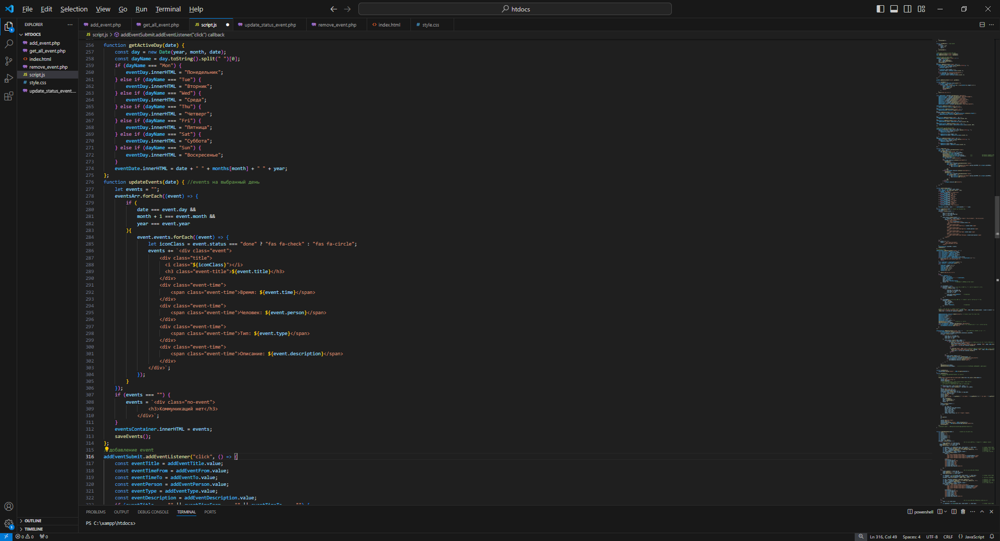 File Edit Selection View Go Run Terminal Help
htdocs
EXPLORER
add_event.php get_all_event.php JS script.js update_status_event.php remove_event.php <> index.html # style.css
HTDOCS
add_event.php
get_all_event.php
<> index.html
remove_event.php
JS script.js
# style.css
update_status_event....
JS script.js > addEventSubmit.addEventListener("click") callback
256 function getActiveDay(date) {
257 const day = new Date(year, month, date);
258 const dayName = day.toString().split(" ")[0];
259 if (dayName === "Mon") {
260 eventDay.innerHTML = "Понедельник";
261 } else if (dayName === "Tue") {
262 eventDay.innerHTML = "Вторник";
263 } else if (dayName === "Wed") {
264 eventDay.innerHTML = "Среда";
265 } else if (dayName === "Thu") {
266 eventDay.innerHTML = "Четверг";
267 } else if (dayName === "Fri") {
268 eventDay.innerHTML = "Пятница";
269 } else if (dayName === "Sat") {
270 eventDay.innerHTML = "Суббота";
271 } else if (dayName === "Sun") {
272 eventDay.innerHTML = "Воскресенье";
273 }
274 eventDate.innerHTML = date + " " + months[month] + " " + year;
275 };
276 function updateEvents(date) { //events на выбранный день
277 let events = "";
278 eventsArr.forEach((event) => {
279 if (
280 date === event.day &&
281 month + 1 === event.month &&
282 year === event.year
283 ){
284 event.events.forEach((event) => {
285 let iconClass = event.status === "done" ? "fas fa-check" : "fas fa-circle";
286 events += `<div class="event">
287 <div class="title">
288 <i class="${iconClass}"></i>
289 <h3 class="event-title">${event.title}</h3>
290 </div>
291 <div class="event-time">
292 <span class="event-time">Время: ${event.time}</span>
293 </div>
294 <div class="event-time">
295 <span class="event-time">Человек: ${event.person}</span>
296 </div>
297 <div class="event-time">
298 <span class="event-time">Тип: ${event.type}</span>
299 </div>
300 <div class="event-time">
301 <span class="event-time">Описание: ${event.description}</span>
302 </div>
303 </div>`;
304 });
305 }
306 });
307 if (events === "") {
308 events = `<div class="no-event">
309 <h3>Коммуникаций нет</h3>
310 </div>`;
311 }
312 eventsContainer.innerHTML = events;
313 saveEvents();
314 };
315 /добавление event
316 addEventSubmit.addEventListener("click", () => {
317 const eventTitle = addEventTitle.value;
318 const eventTimeFrom = addEventFrom.value;
319 const eventTimeTo = addEventTo.value;
320 const eventPerson = addEventPerson.value;
321 const eventType = addEventType.value;
322 const eventDescription = addEventDescription.value;
PROBLEMS OUTPUT DEBUG CONSOLE TERMINAL PORTS
powershell
PS C:\xampp\htdocs>
OUTLINE
TIMELINE
0 0 0
Ln 316, Col 49 Spaces: 4 UTF-8 CRLF {} JavaScript